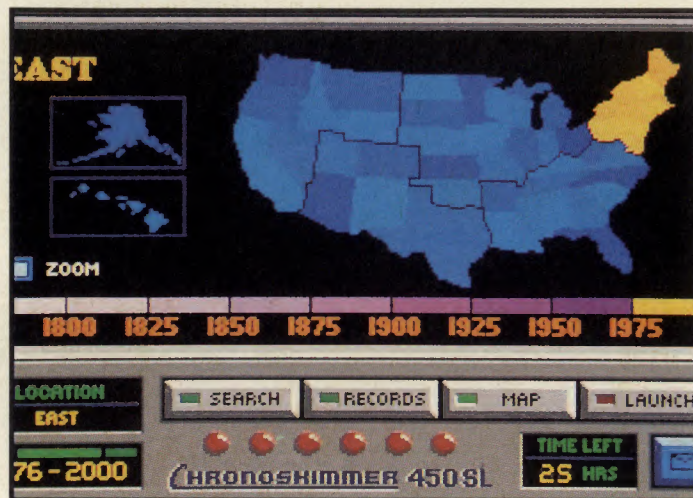 EAST
ZOOM
1800 1825 1850 1875 1900 1925 1950 1975
LOCATION
EAST
SEARCH
RECORDS
MAP
LAUNCH
76-2000
CHRONOSKIMMER 450SL
TIME LEFT
25 HRS